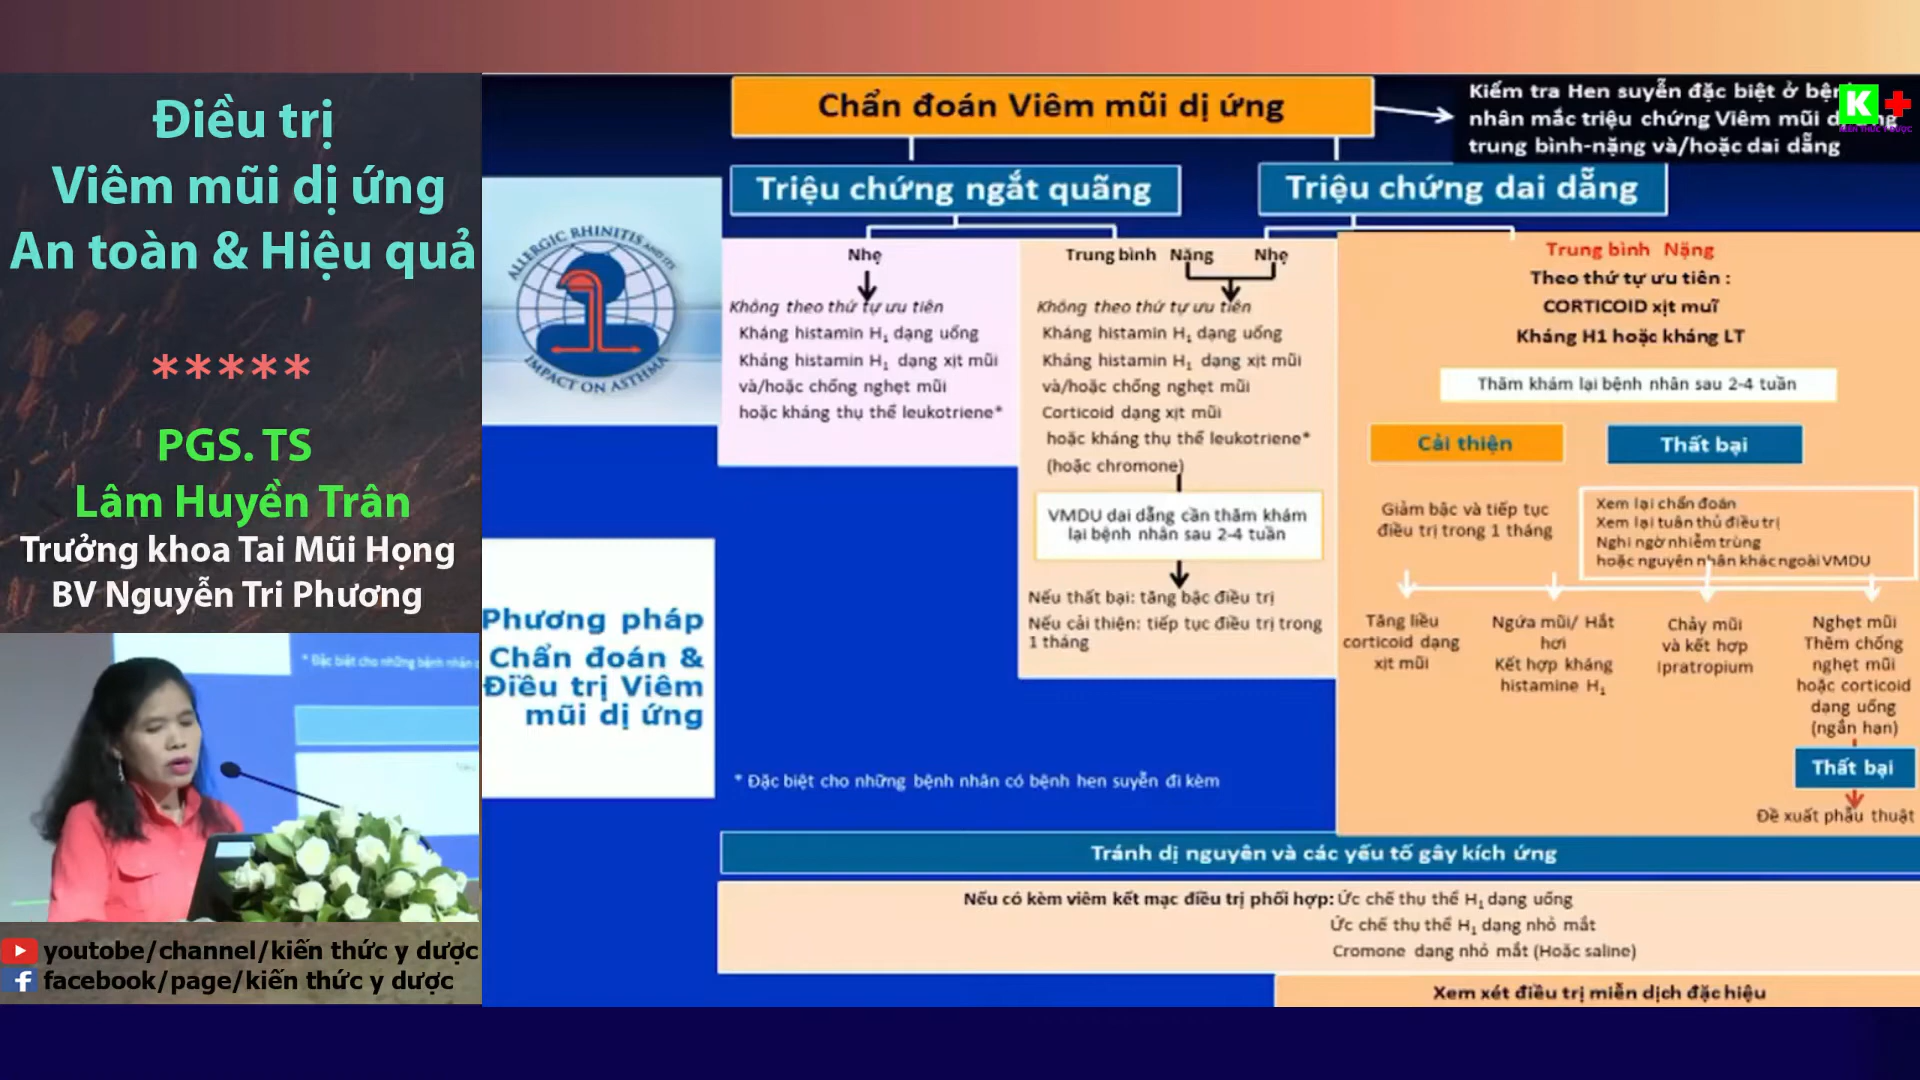 Điều trị
Viêm mũi dị ứng
An toàn & Hiệu quả
*****
PGS. TS
Lâm Huyền Trân
Trưởng khoa Tai Mũi Họng
BV Nguyễn Tri Phương
* Đặc biệt cho những bệnh nhân
youtobe/channel/kiến thức y dược
facebook/page/kiến thức y dược
ALLERGIC RHINITIS AND ITS
IMPACT ON ASTHMA
Phương pháp
Chẩn đoán &
Điều trị Viêm
mũi dị ứng
Chẩn đoán Viêm mũi dị ứng
Kiểm tra Hen suyễn đặc biệt ở
nhân mắc triệu chứng Viêm mũi
trung bình-nặng và/hoặc dai dẳng
K
KIẾN THỨC Y DƯỢC
Triệu chứng ngắt quãng
Triệu chứng dai dẳng
Nhẹ
Không theo thứ tự ưu tiên
Kháng histamin H1 dạng uống
Kháng histamin H1 dạng xịt mũi
và/hoặc chống nghẹt mũi
hoặc kháng thụ thể leukotriene*
Trung bình Nặng Nhẹ
Không theo thứ tự ưu tiên
Kháng histamin H1 dạng uống
Kháng histamin H1 dạng xịt mũi
và/hoặc chống nghẹt mũi
Corticoid dạng xịt mũi
hoặc kháng thụ thể leukotriene*
(hoặc chromone)
VMDU dai dẳng cần thăm khám
lại bệnh nhân sau 2-4 tuần
Nếu thất bại: tăng bậc điều trị
Nếu cải thiện: tiếp tục điều trị trong
1 tháng
Trung bình Nặng
Theo thứ tự ưu tiên :
CORTICOID xịt muĩ
Kháng H1 hoặc kháng LT
Thăm khám lại bệnh nhân sau 2-4 tuần
Cải thiện
Thất bại
Giảm bậc và tiếp tục
điều trị trong 1 tháng
Xem lại chẩn đoán
Xem lại tuân thủ điều trị
Nghi ngờ nhiễm trùng
hoặc nguyên nhân khác ngoài VMDU
Tăng liều
corticoid dạng
xịt mũi
Ngứa mũi/ Hắt
hơi
Kết hợp kháng
histamine H1
Chảy mũi
và kết hợp
Ipratropium
Nghẹt mũi
Thêm chống
nghẹt mũi
hoặc corticoid
dạng uống
(ngắn hạn)
Thất bại
Đề xuất phẫu thuật
* Đặc biệt cho những bệnh nhân có bệnh hen suyễn đi kèm
Tránh dị nguyên và các yếu tố gây kích ứng
Nếu có kèm viêm kết mạc điều trị phối hợp: Ức chế thụ thể H1 dạng uống
Ức chế thụ thể H1 dạng nhỏ mắt
Cromone dạng nhỏ mắt (Hoặc saline)
Xem xét điều trị miễn dịch đặc hiệu